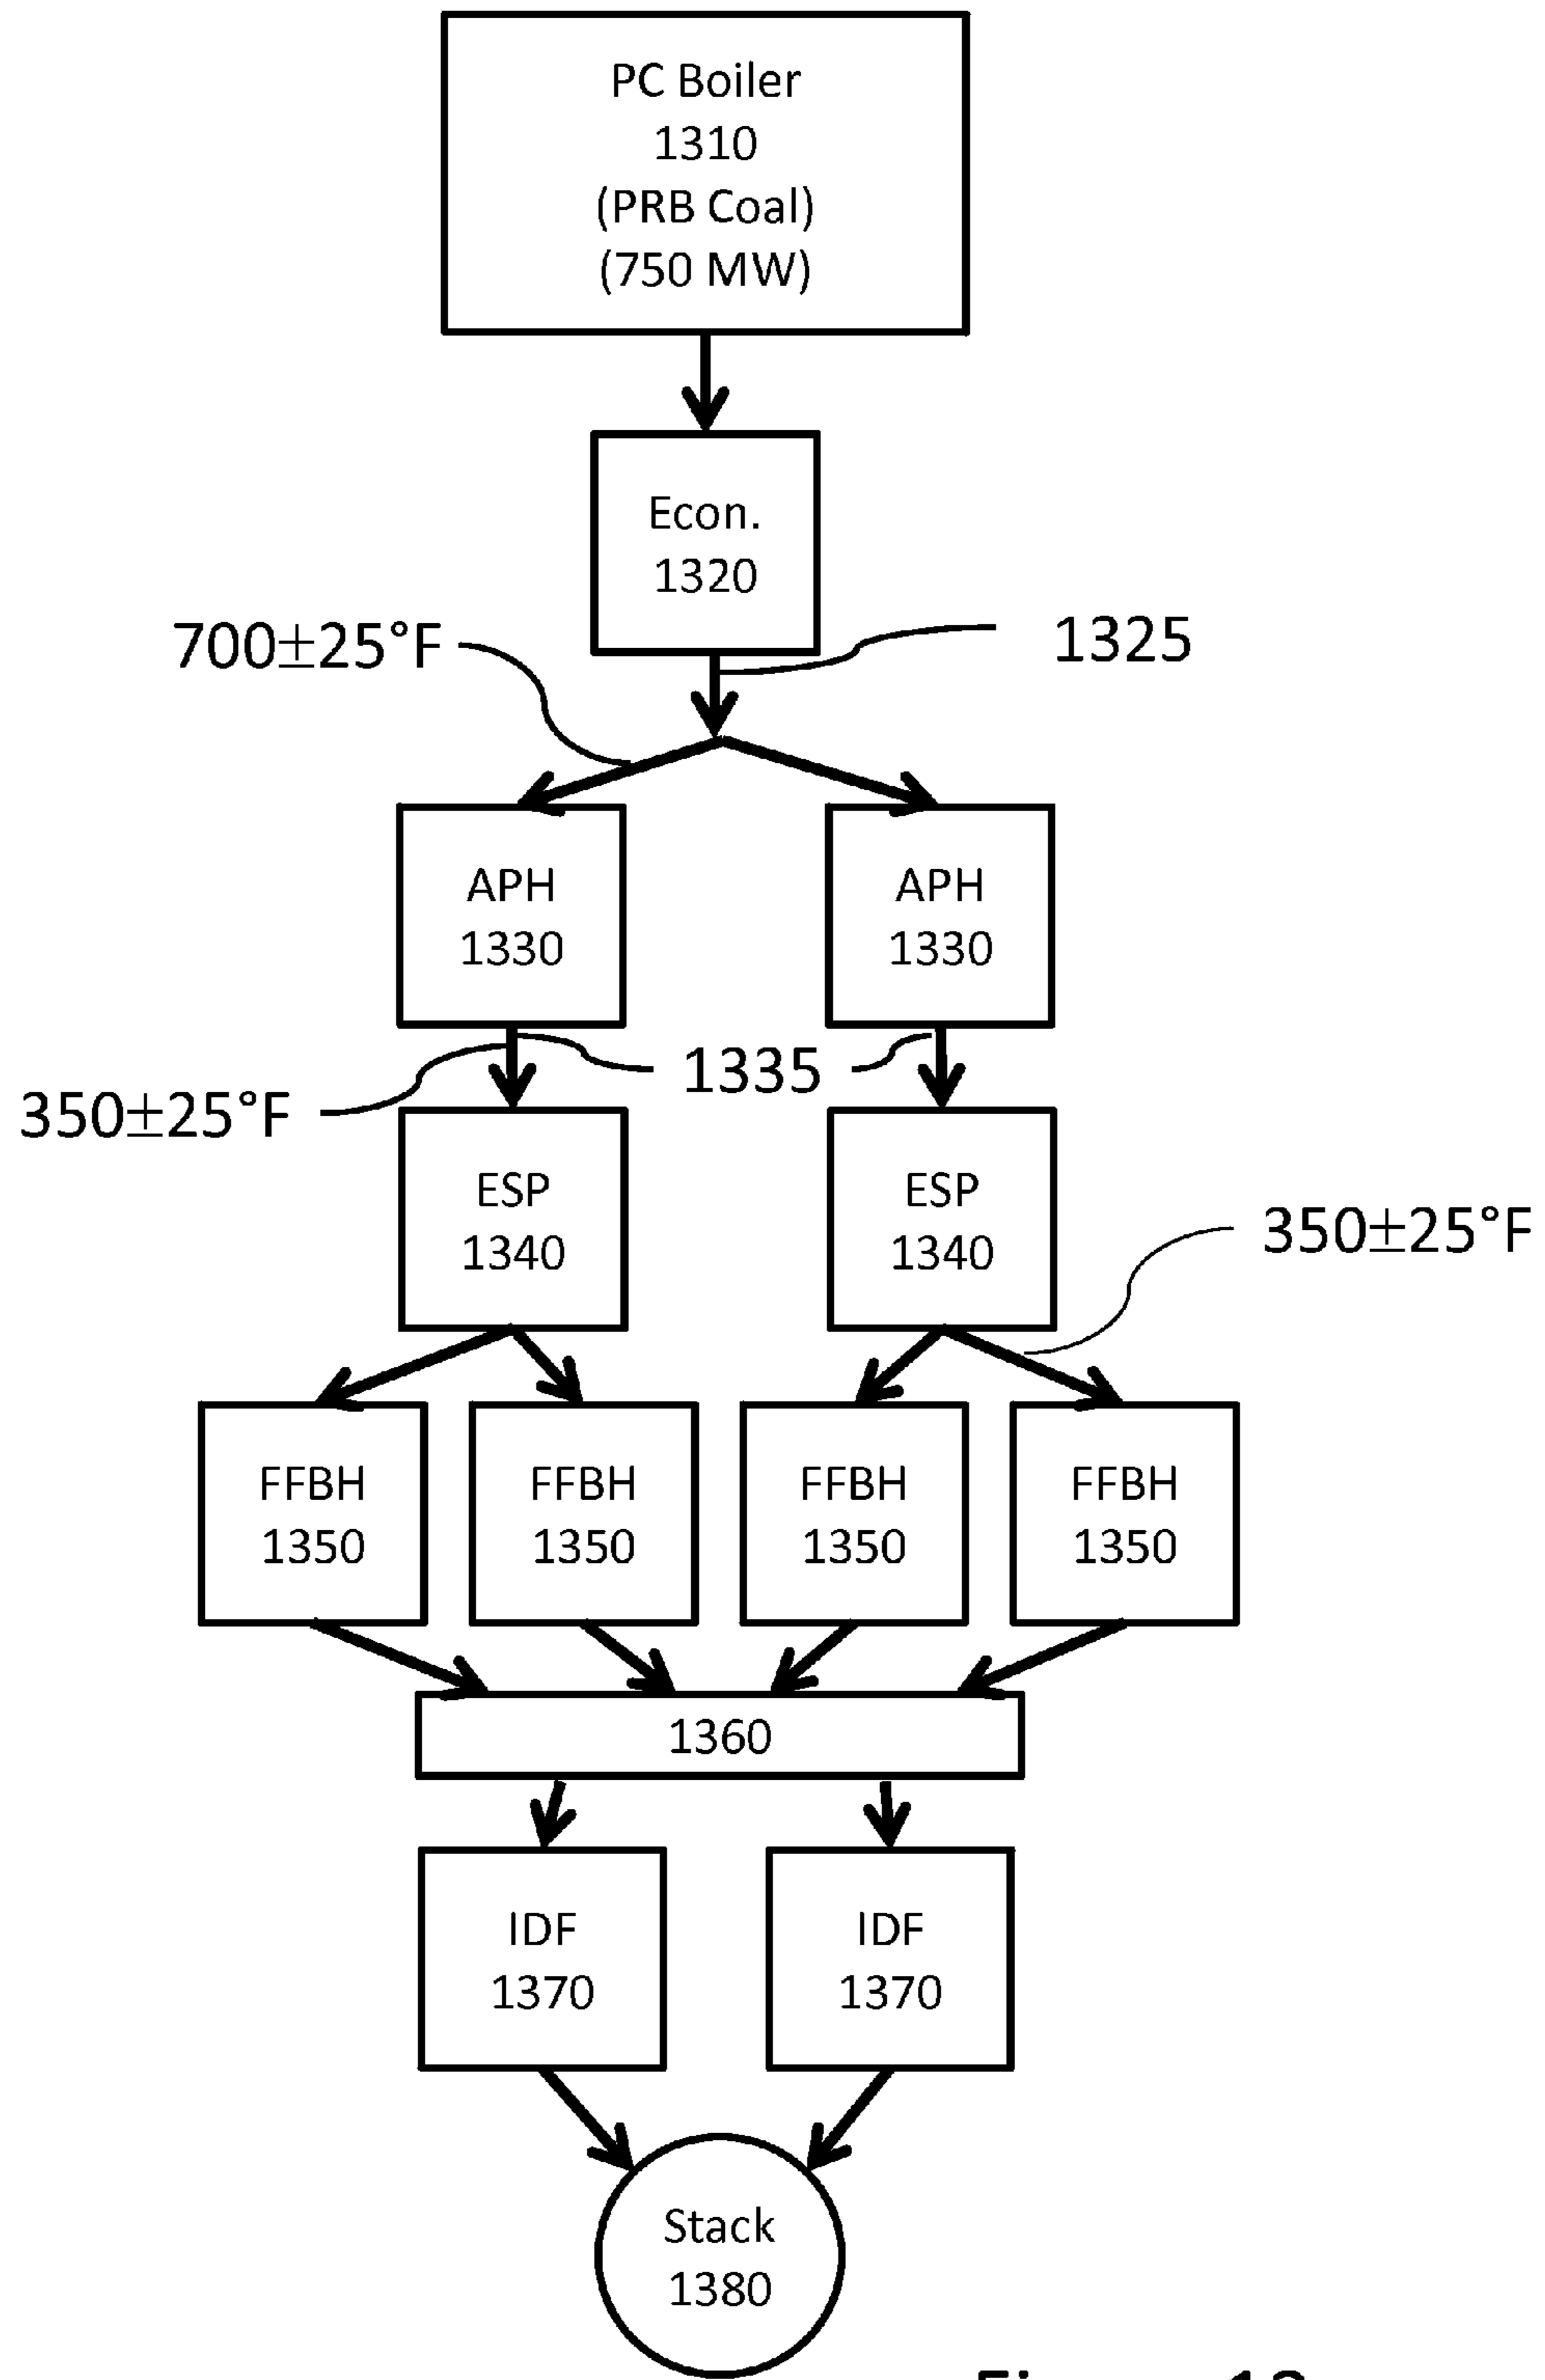 PC Boiler
1310
(PRB Coal)
(750 MW)
Econ.
1320
700±25°F
1325
APH
1330
APH
1330
1335
350±25°F
ESP
1340
ESP
1340
350±25°F
FFBH
1350
FFBH
1350
FFBH
1350
FFBH
1350
1360
IDF
1370
IDF
1370
Stack
1380